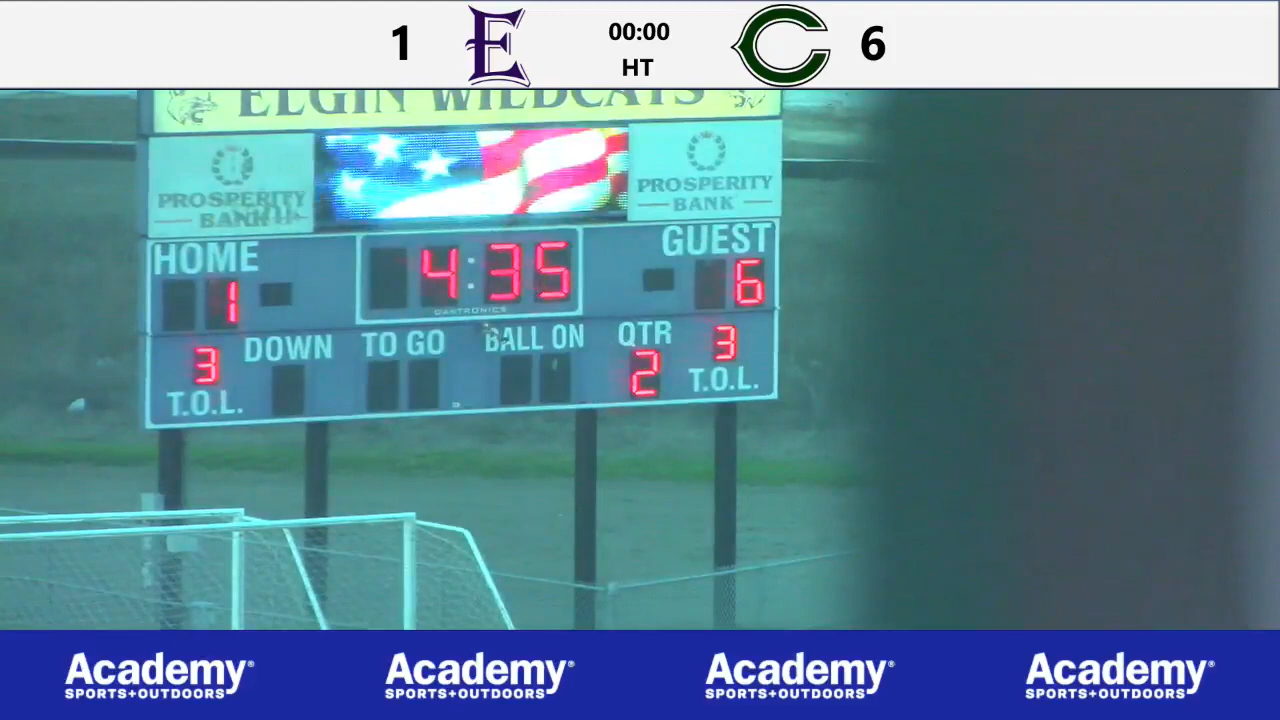 1 E 00:00 C 6
HT
ELGIN WILDCATS
PROSPERITY BANK
PROSPERITY BANK
HOME 4:35 GUEST
1 6
DAKTRONICS
DOWN TO GO BALL ON QTR 3
3 2
T.O.L. T.O.L.
Academy® Academy® Academy® Academy®
SPORTS+OUTDOORS SPORTS+OUTDOORS SPORTS+OUTDOORS SPORTS+OUTDOORS